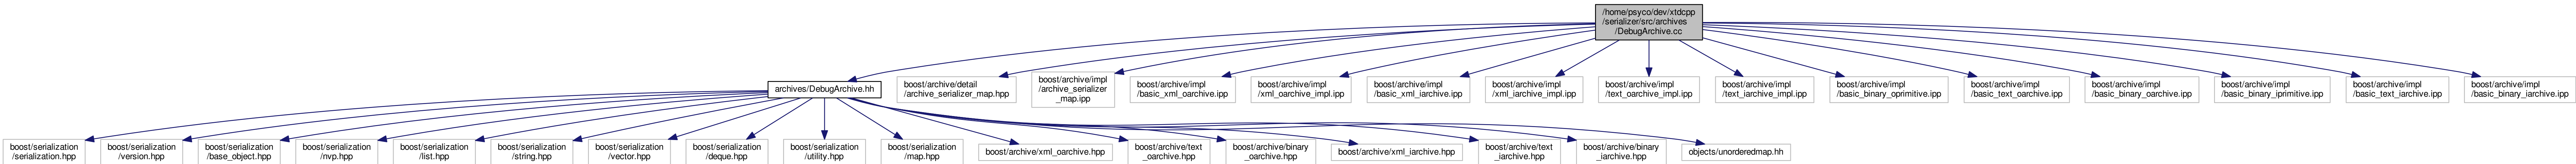 /home/psyco/dev/xtdcpp
/serializer/src/archives
/DebugArchive.cc
archives/DebugArchive.hh
boost/archive/detail
/archive_serializer_map.hpp
boost/archive/impl
/archive_serializer
_map.ipp
boost/archive/impl
/basic_xml_oarchive.ipp
boost/archive/impl
/xml_oarchive_impl.ipp
boost/archive/impl
/basic_xml_iarchive.ipp
boost/archive/impl
/xml_iarchive_impl.ipp
boost/archive/impl
/text_oarchive_impl.ipp
boost/archive/impl
/text_iarchive_impl.ipp
boost/archive/impl
/basic_binary_oprimitive.ipp
boost/archive/impl
/basic_text_oarchive.ipp
boost/archive/impl
/basic_binary_oarchive.ipp
boost/archive/impl
/basic_binary_iprimitive.ipp
boost/archive/impl
/basic_text_iarchive.ipp
boost/archive/impl
/basic_binary_iarchive.ipp
boost/serialization
/serialization.hpp
boost/serialization
/version.hpp
boost/serialization
/base_object.hpp
boost/serialization
/nvp.hpp
boost/serialization
/list.hpp
boost/serialization
/string.hpp
boost/serialization
/vector.hpp
boost/serialization
/deque.hpp
boost/serialization
/utility.hpp
boost/serialization
/map.hpp
boost/archive/xml_oarchive.hpp
boost/archive/text
_oarchive.hpp
boost/archive/binary
_oarchive.hpp
boost/archive/xml_iarchive.hpp
boost/archive/text
_iarchive.hpp
boost/archive/binary
_iarchive.hpp
objects/unorderedmap.hh